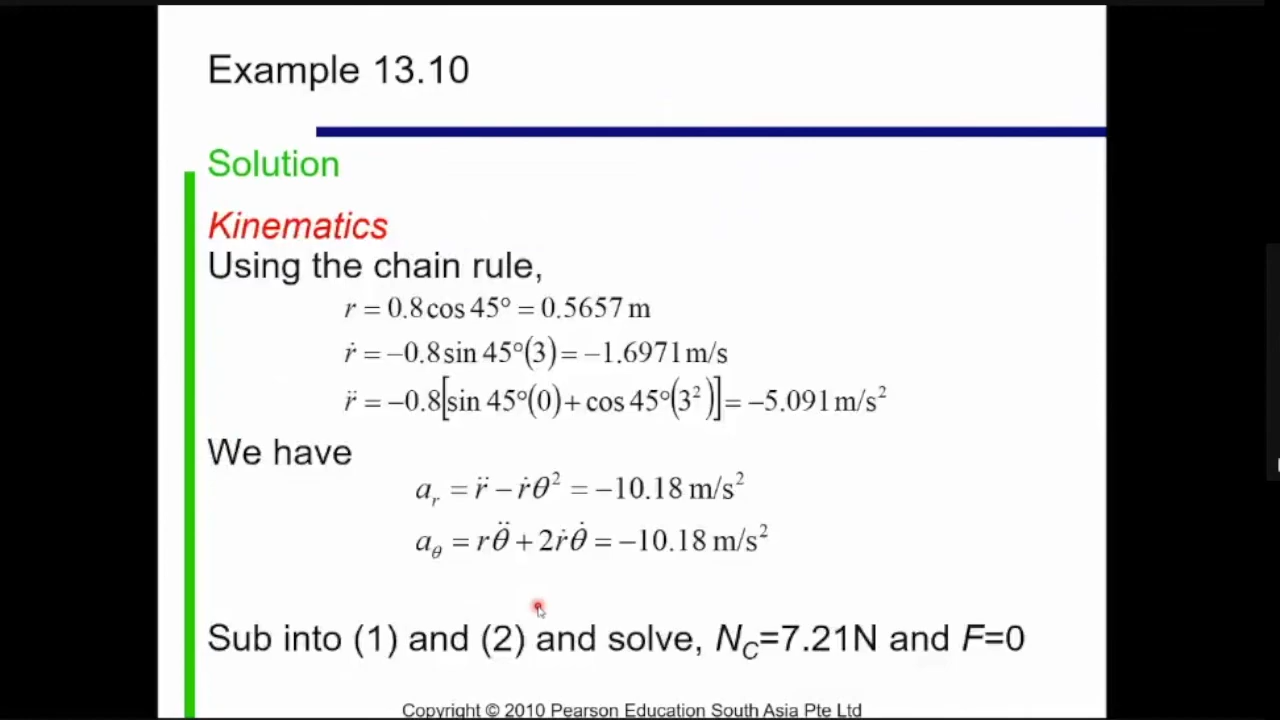 Example 13.10
Solution
Kinematics
Using the chain rule,
r = 0.8 cos 45° = 0.5657 m
ṙ = −0.8 sin 45°(3) = −1.6971 m/s
r̈ = −0.8[sin 45°(0) + cos 45°(3²)] = −5.091 m/s²
We have
aᵣ = r̈ − ṙθ² = −10.18 m/s²
a_θ = rθ̈ + 2ṙθ̇ = −10.18 m/s²
Sub into (1) and (2) and solve, N_C=7.21N and F=0
Copyright © 2010 Pearson Education South Asia Pte Ltd